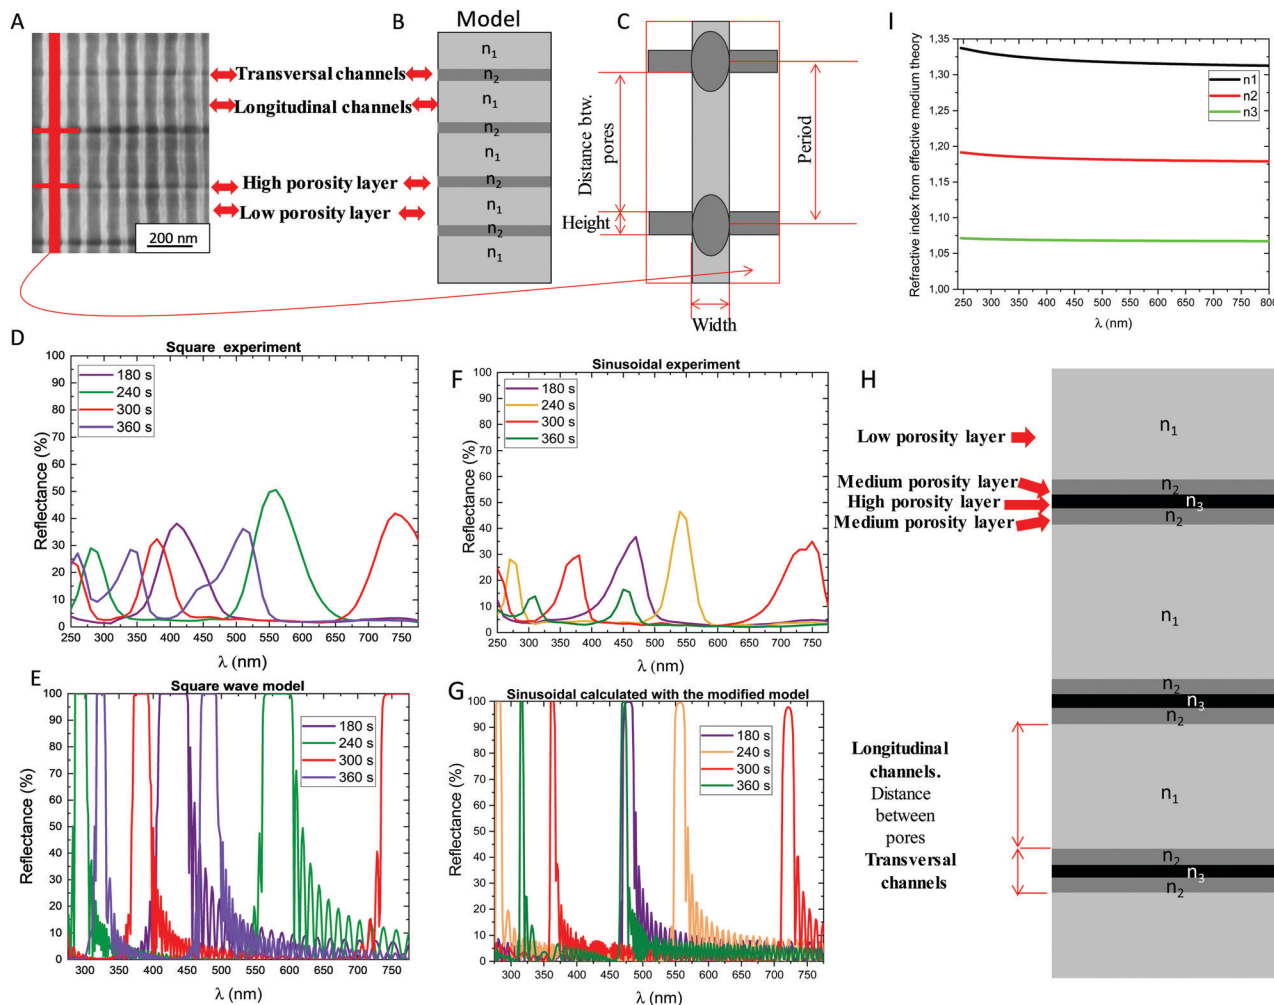 A
200 nm
B
Model
n1
n2
n1
n2
n1
n2
n1
n2
n1
Transversal channels
Longitudinal channels
High porosity layer
Low porosity layer
C
Distance btw.
pores
Height
Period
Width
I
Refractive index from effective medium theory
1,35
1,30
1,25
1,20
1,15
1,10
1,05
1,00
n1
n2
n3
250 300 350 400 450 500 550 600 650 700 750 800
λ (nm)
D
Square experiment
Reflectance (%)
100
90
80
70
60
50
40
30
20
10
0
180 s
240 s
300 s
360 s
250 300 350 400 450 500 550 600 650 700 750
λ (nm)
F
Sinusoidal experiment
Reflectance (%)
100
90
80
70
60
50
40
30
20
10
0
180 s
240 s
300 s
360 s
250 300 350 400 450 500 550 600 650 700 750
λ (nm)
E
Square wave model
Reflectance (%)
100
90
80
70
60
50
40
30
20
10
0
180 s
240 s
300 s
360 s
300 350 400 450 500 550 600 650 700 750
λ (nm)
G
Sinusoidal calculated with the modified model
Reflectance (%)
100
90
80
70
60
50
40
30
20
10
0
180 s
240 s
300 s
360 s
300 350 400 450 500 550 600 650 700 750
λ (nm)
H
Low porosity layer
Medium porosity layer
High porosity layer
Medium porosity layer
Longitudinal
channels.
Distance
between
pores
Transversal
channels
n1
n2
n3
n2
n1
n2
n3
n2
n1
n2
n3
n2